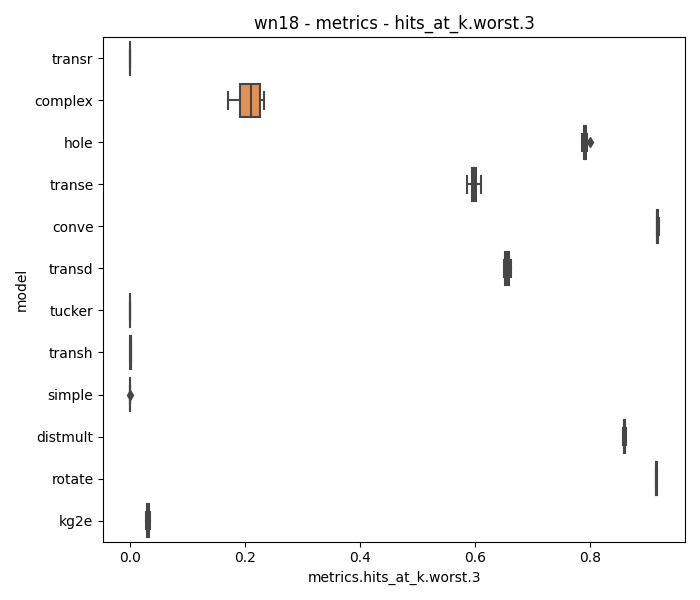 wn18 - metrics - hits_at_k.worst.3
transr
complex
hole
transe
conve
transd
tucker
transh
simple
distmult
rotate
kg2e
model
0.0 0.2 0.4 0.6 0.8
metrics.hits_at_k.worst.3